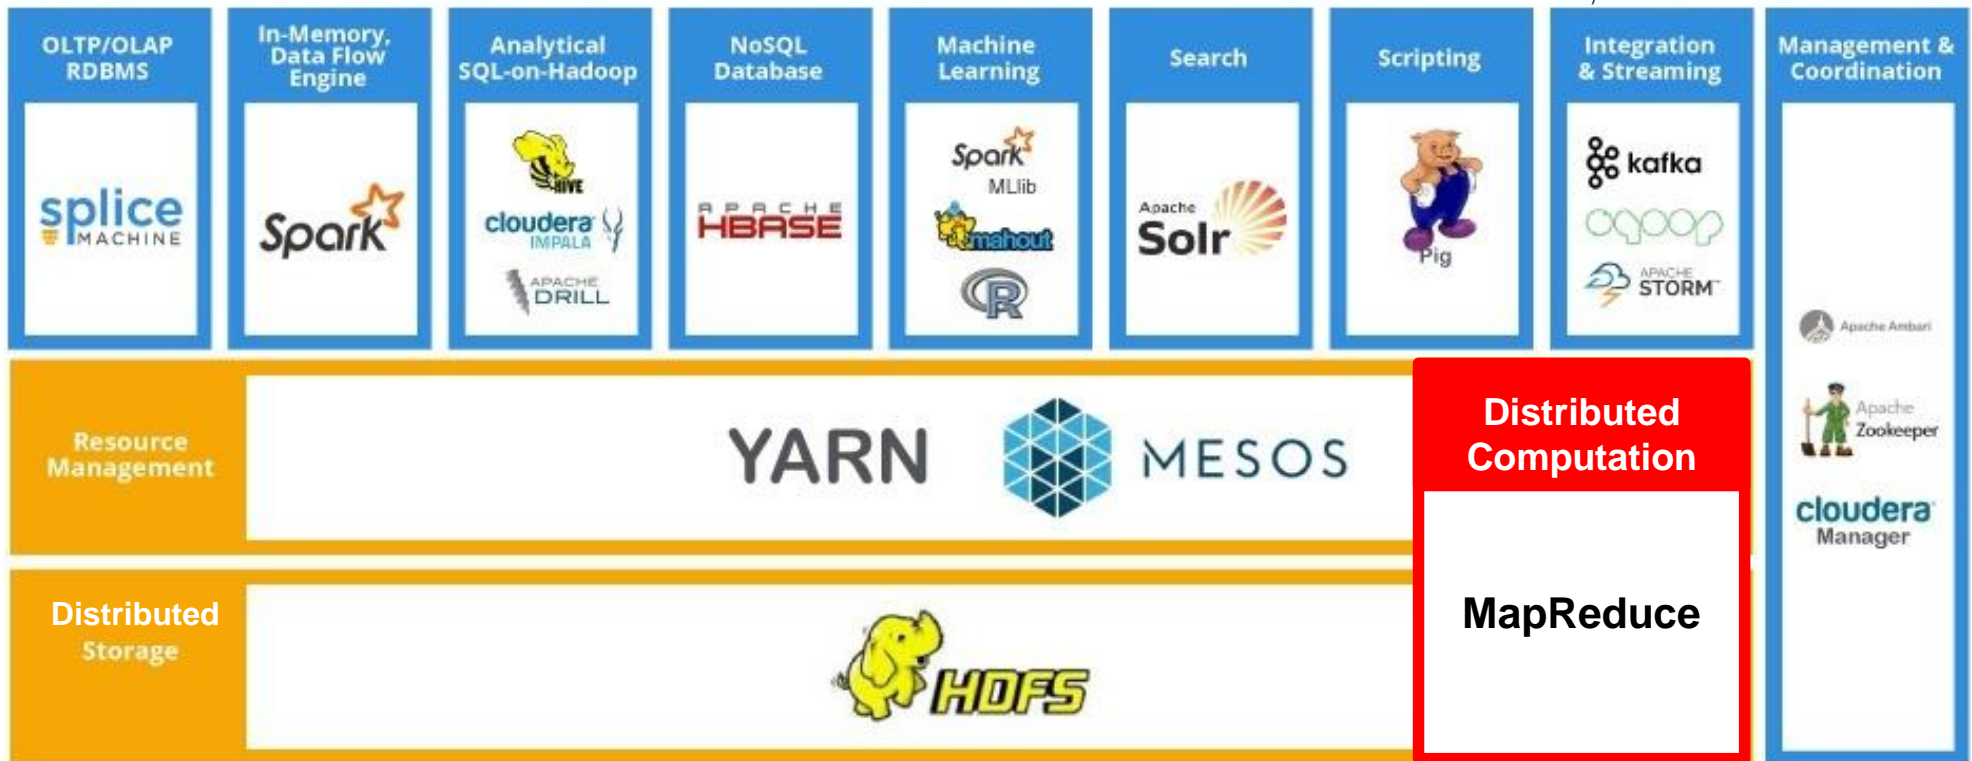 OLTP/OLAP
RDBMS
splice
MACHINE
In-Memory,
Data Flow
Engine
Spark
Analytical
SQL-on-Hadoop
HIVE
cloudera
IMPALA
APACHE
DRILL
NoSQL
Database
APACHE
HBASE
Machine
Learning
Spark
MLlib
mahout
R
Search
Apache
Solr
Scripting
Pig
Integration
& Streaming
kafka
sqoop
APACHE
STORM™
Management &
Coordination
Apache Ambari
Apache
Zookeeper
cloudera
Manager
Resource
Management
YARN
MESOS
Distributed
Computation
MapReduce
Distributed
Storage
HDFS